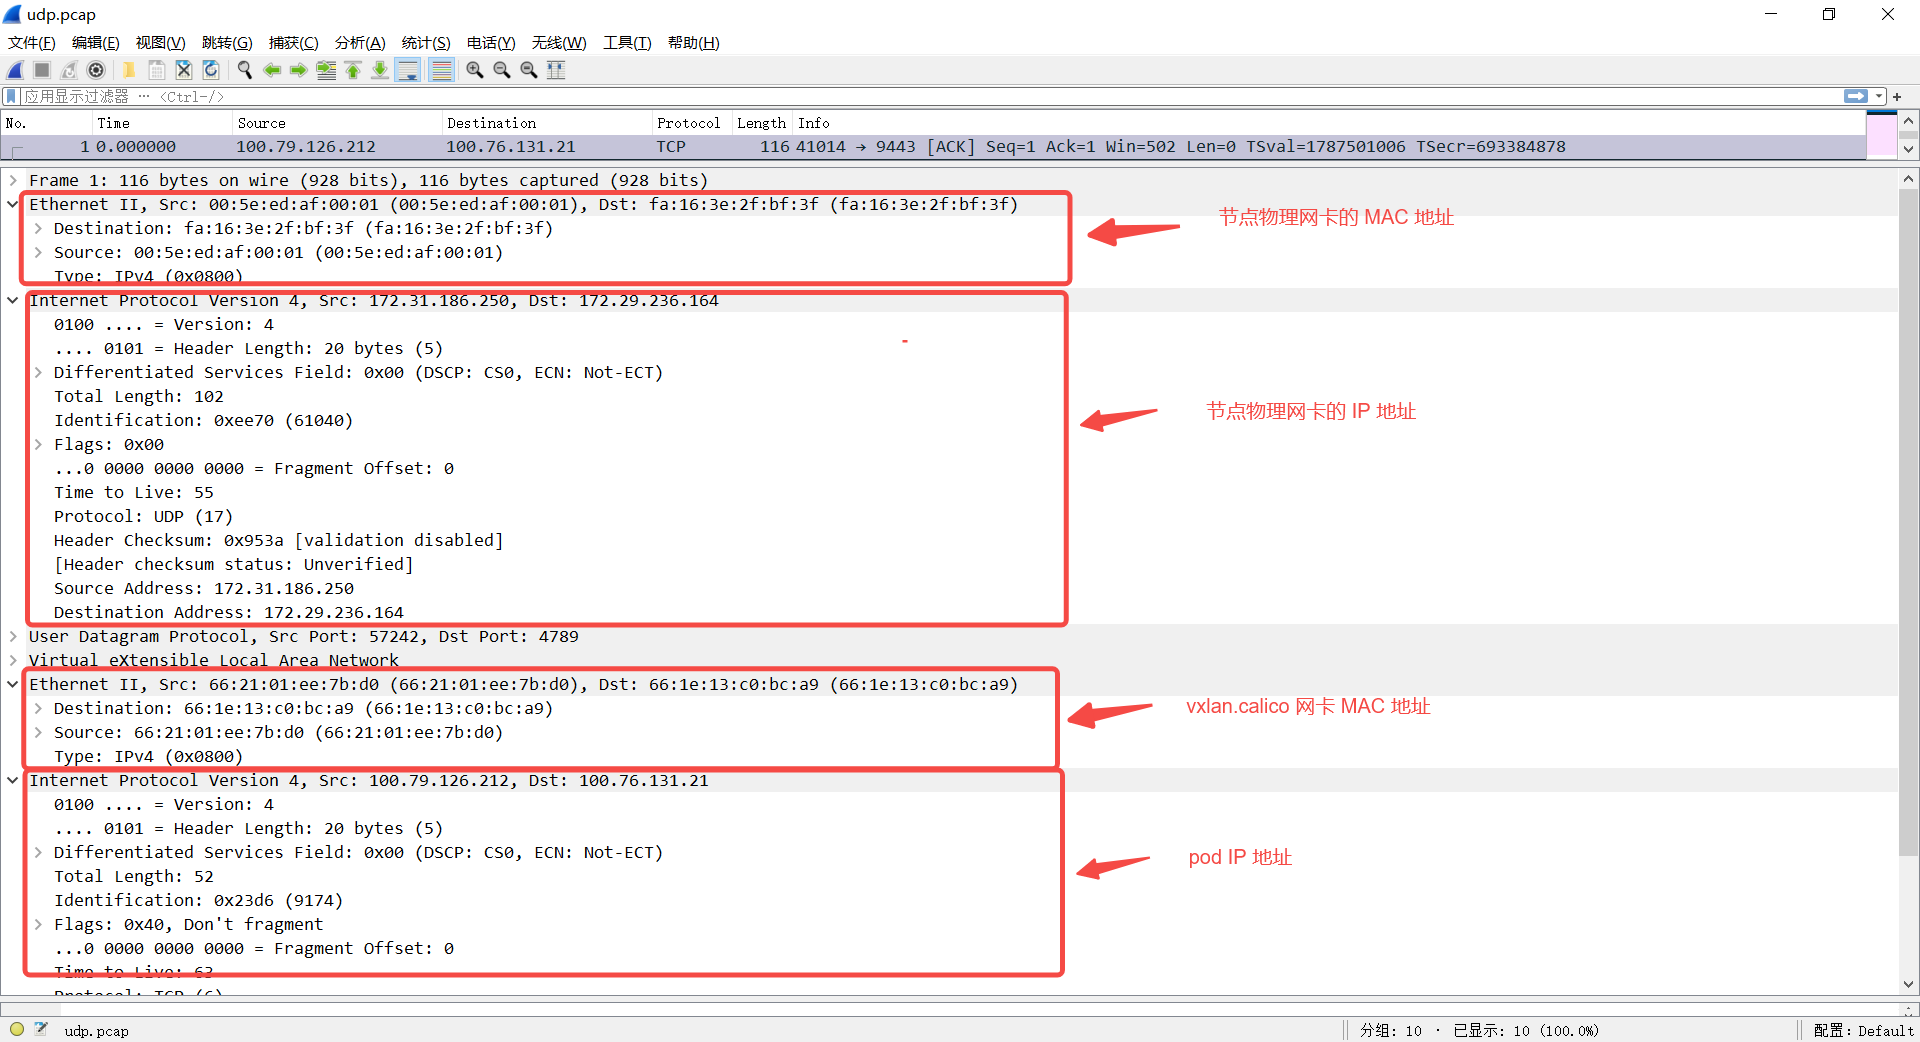 udp.pcap
文件(F) 编辑(E) 视图(V) 跳转(G) 捕获(C) 分析(A) 统计(S) 电话(Y) 无线(W) 工具(T) 帮助(H)
应用显示过滤器 … <Ctrl-/>
No. Time Source Destination Protocol Length Info
1 0.000000 100.79.126.212 100.76.131.21 TCP 116 41014 → 9443 [ACK] Seq=1 Ack=1 Win=502 Len=0 TSval=1787501006 TSecr=693384878
Frame 1: 116 bytes on wire (928 bits), 116 bytes captured (928 bits)
Ethernet II, Src: 00:5e:ed:af:00:01 (00:5e:ed:af:00:01), Dst: fa:16:3e:2f:bf:3f (fa:16:3e:2f:bf:3f)
节点物理网卡的 MAC 地址
Destination: fa:16:3e:2f:bf:3f (fa:16:3e:2f:bf:3f)
Source: 00:5e:ed:af:00:01 (00:5e:ed:af:00:01)
Type: IPv4 (0x0800)
Internet Protocol Version 4, Src: 172.31.186.250, Dst: 172.29.236.164
0100 .... = Version: 4
.... 0101 = Header Length: 20 bytes (5)
Differentiated Services Field: 0x00 (DSCP: CS0, ECN: Not-ECT)
Total Length: 102
节点物理网卡的 IP 地址
Identification: 0xee70 (61040)
Flags: 0x00
...0 0000 0000 0000 = Fragment Offset: 0
Time to Live: 55
Protocol: UDP (17)
Header Checksum: 0x953a [validation disabled]
[Header checksum status: Unverified]
Source Address: 172.31.186.250
Destination Address: 172.29.236.164
User Datagram Protocol, Src Port: 57242, Dst Port: 4789
Virtual eXtensible Local Area Network
Ethernet II, Src: 66:21:01:ee:7b:d0 (66:21:01:ee:7b:d0), Dst: 66:1e:13:c0:bc:a9 (66:1e:13:c0:bc:a9)
Destination: 66:1e:13:c0:bc:a9 (66:1e:13:c0:bc:a9)
vxlan.calico 网卡 MAC 地址
Source: 66:21:01:ee:7b:d0 (66:21:01:ee:7b:d0)
Type: IPv4 (0x0800)
Internet Protocol Version 4, Src: 100.79.126.212, Dst: 100.76.131.21
0100 .... = Version: 4
.... 0101 = Header Length: 20 bytes (5)
Differentiated Services Field: 0x00 (DSCP: CS0, ECN: Not-ECT)
pod IP 地址
Total Length: 52
Identification: 0x23d6 (9174)
Flags: 0x40, Don't fragment
...0 0000 0000 0000 = Fragment Offset: 0
Time to Live: 63
Protocol: TCP (6)
udp.pcap
分组: 10 · 已显示: 10 (100.0%)
配置: Default